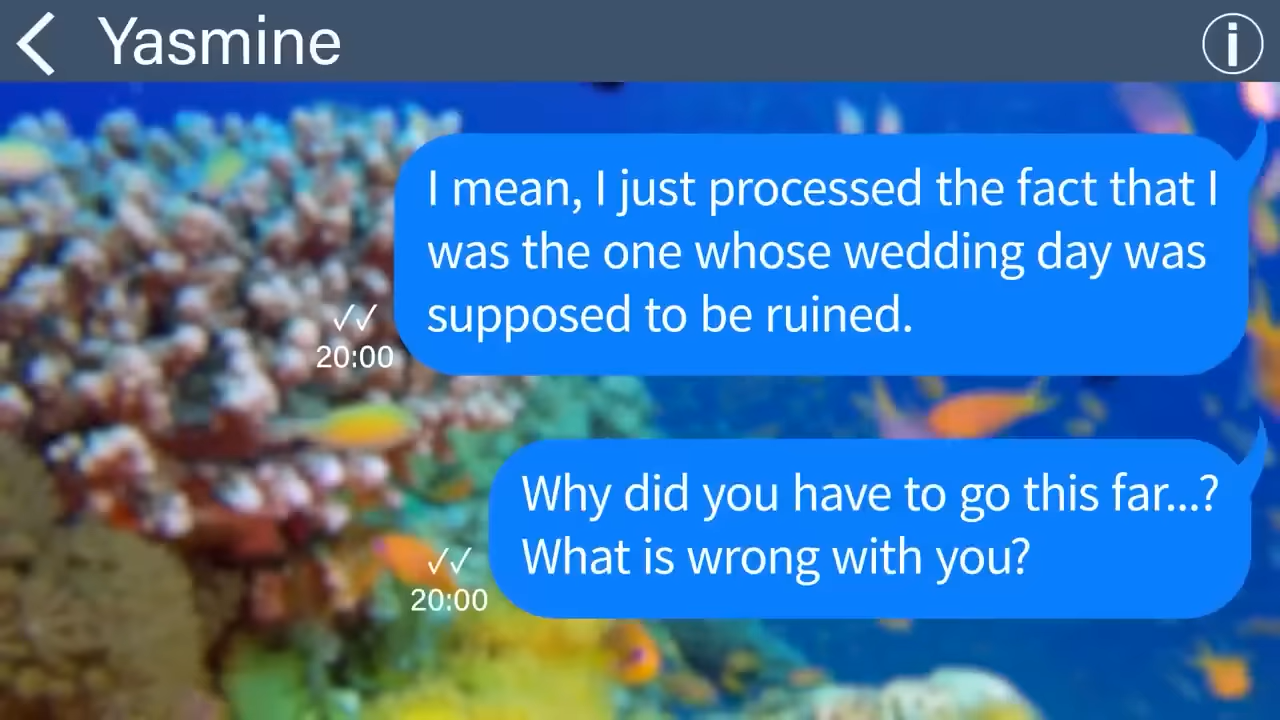 Yasmine
I mean, I just processed the fact that I
was the one whose wedding day was
supposed to be ruined.
✓✓
20:00
Why did you have to go this far...?
What is wrong with you?
✓✓
20:00